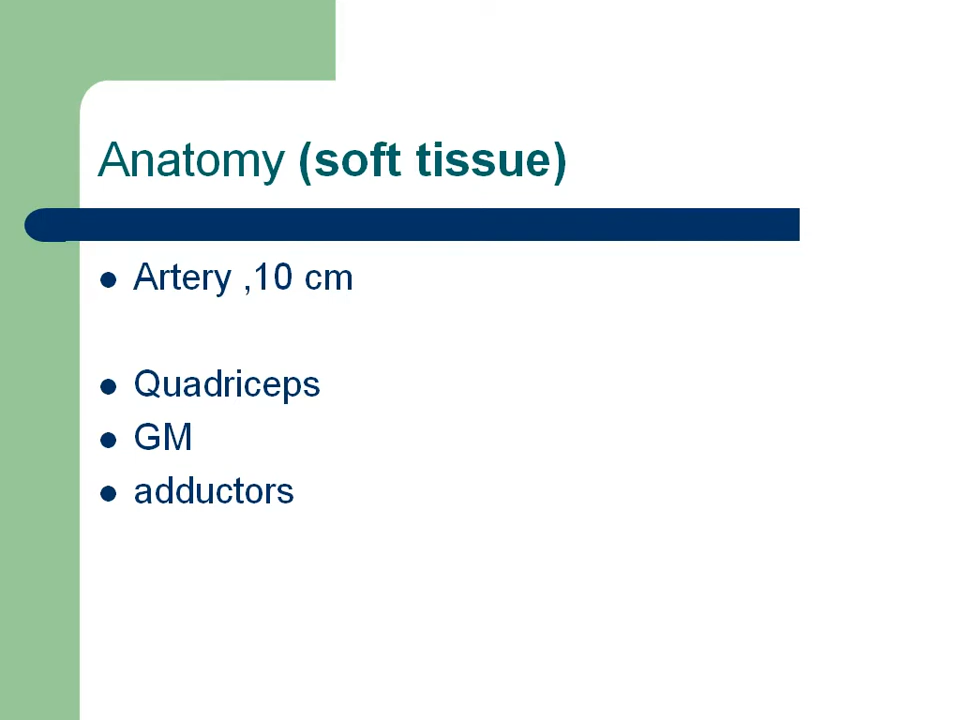 Anatomy (soft tissue)
Artery ,10 cm
Quadriceps
GM
adductors